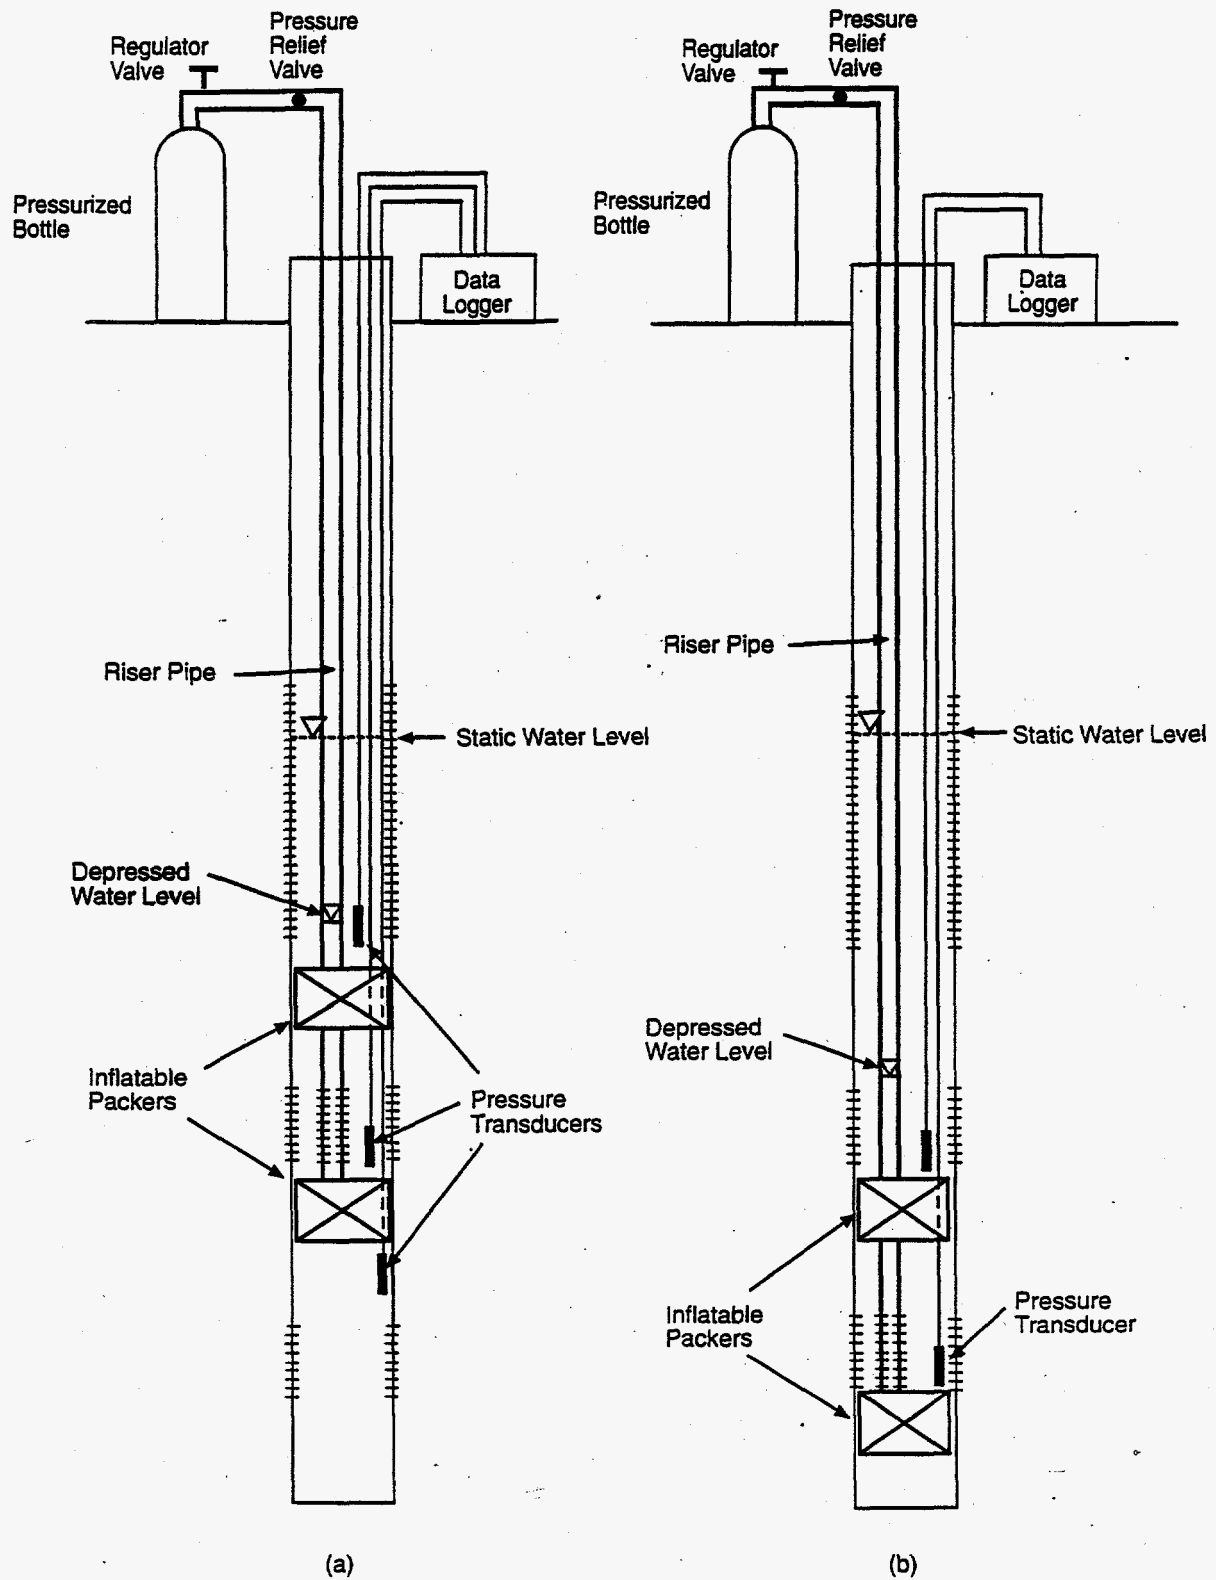 Regulator
Valve
Pressure
Relief
Valve
Pressurized
Bottle
Data
Logger
Riser Pipe
Static Water Level
Depressed
Water Level
Inflatable
Packers
Pressure
Transducers
(a)
Regulator
Valve
Pressure
Relief
Valve
Pressurized
Bottle
Data
Logger
Riser Pipe
Static Water Level
Depressed
Water Level
Inflatable
Packers
Pressure
Transducer
(b)